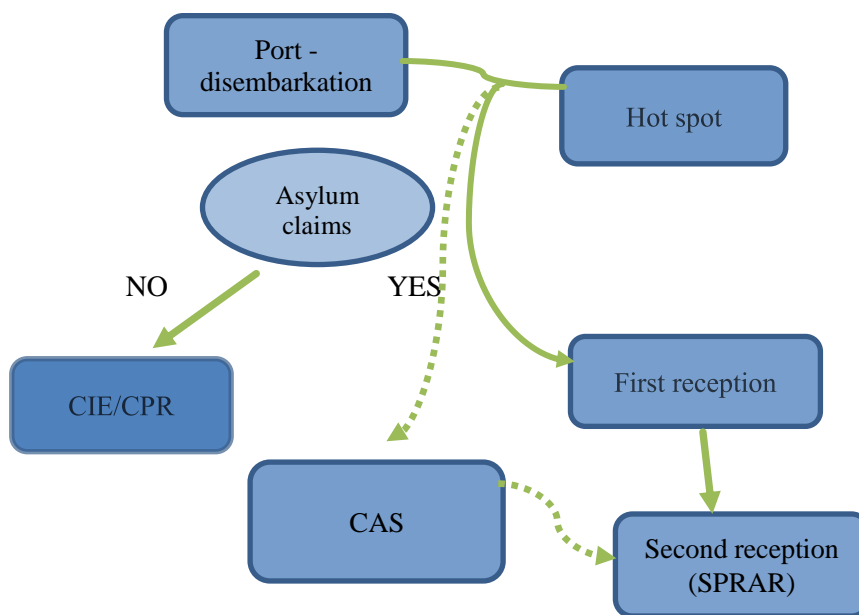 Port -
disembarkation
Hot spot
Asylum
claims
NO
YES
First reception
CIE/CPR
CAS
Second reception
(SPRAR)